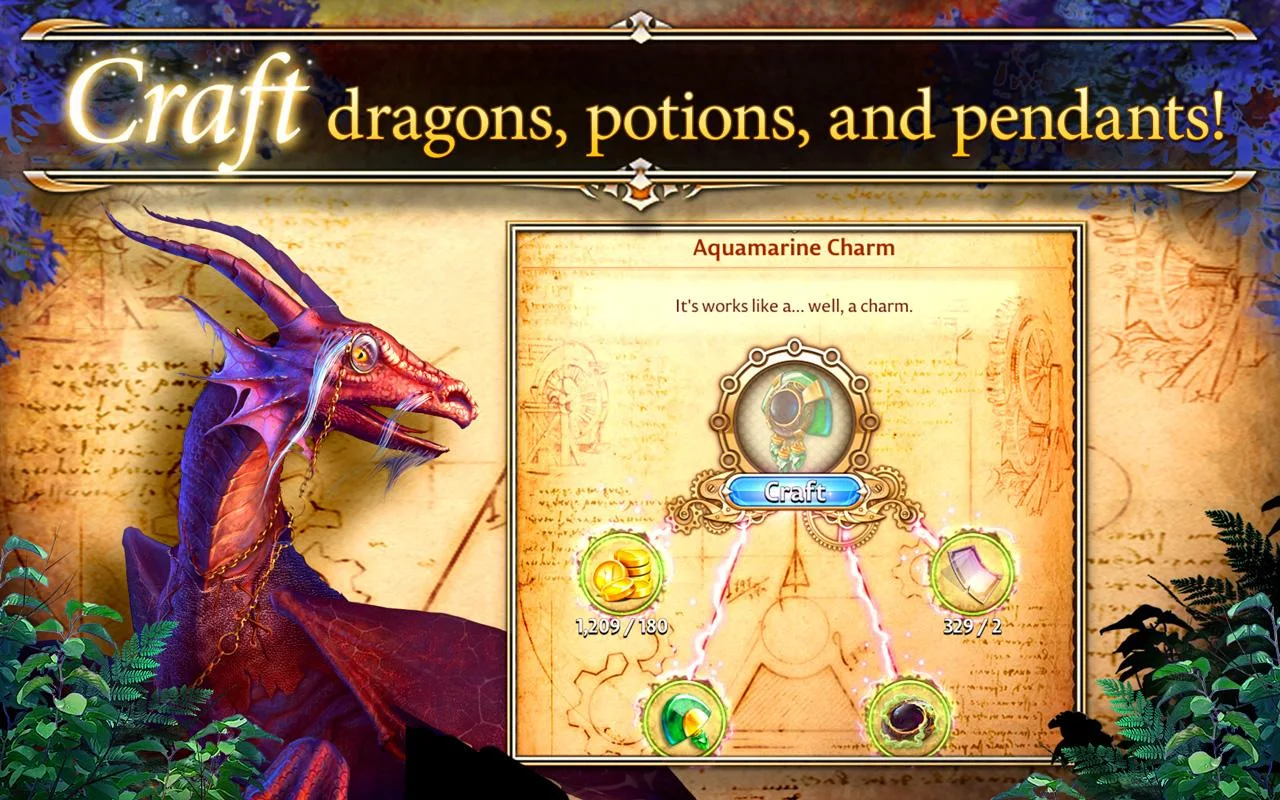 Craft dragons, potions, and pendants!
Aquamarine Charm
It's works like a... well, a charm.
Craft
1,209 / 180
329 / 2